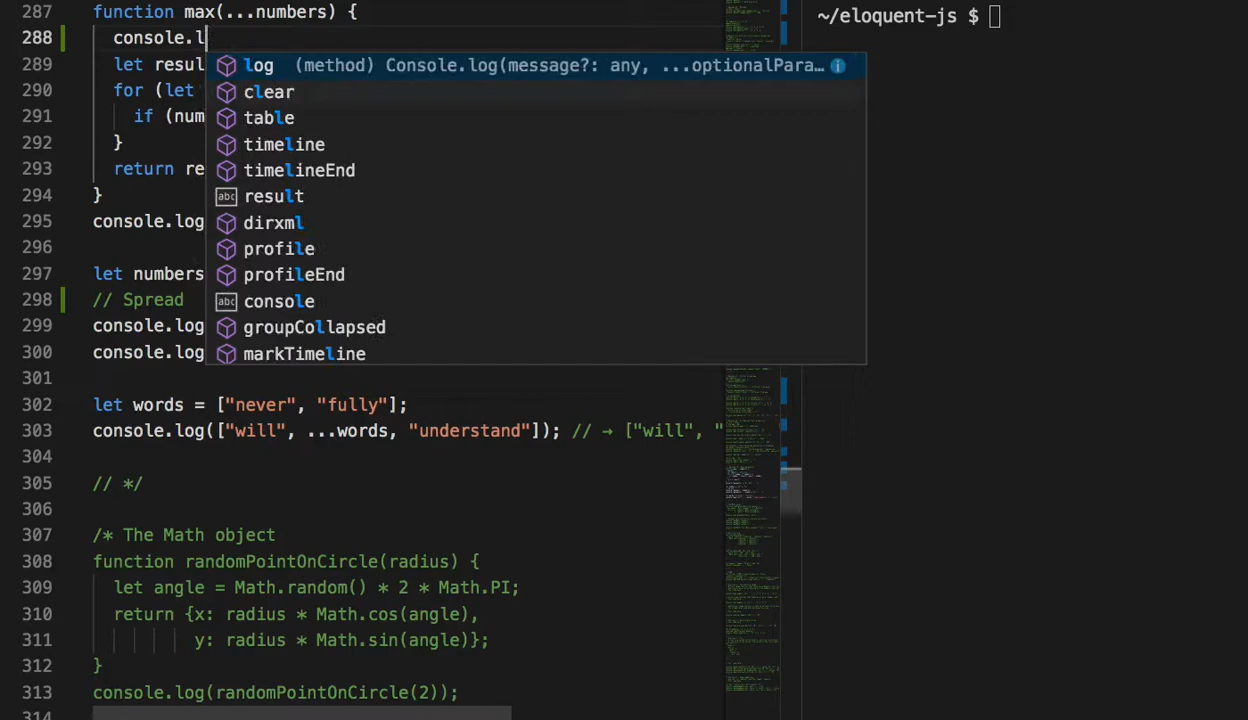 287 function max(...numbers) {
288 console.l
289 let resul
290 for (let
291 if (num
292 }
293 return re
294 }
295 console.log
296
297 let numbers
298 // Spread
299 console.log
300 console.log
301
302 let words = ["never", "fully"];
303 console.log(["will", ...words, "understand"]); // → ["will", "
304
305 // */
306
307 /* The Math object
308 function randomPointOnCircle(radius) {
309 let angle = Math.random() * 2 * Math.PI;
310 return {x: radius * Math.cos(angle),
311 y: radius * Math.sin(angle)};
312 }
313 console.log(randomPointOnCircle(2));
314
log (method) Console.log(message?: any, ...optionalPara…
clear
table
timeline
timelineEnd
abc result
dirxml
profile
profileEnd
abc console
groupCollapsed
markTimeline
~/eloquent-js $